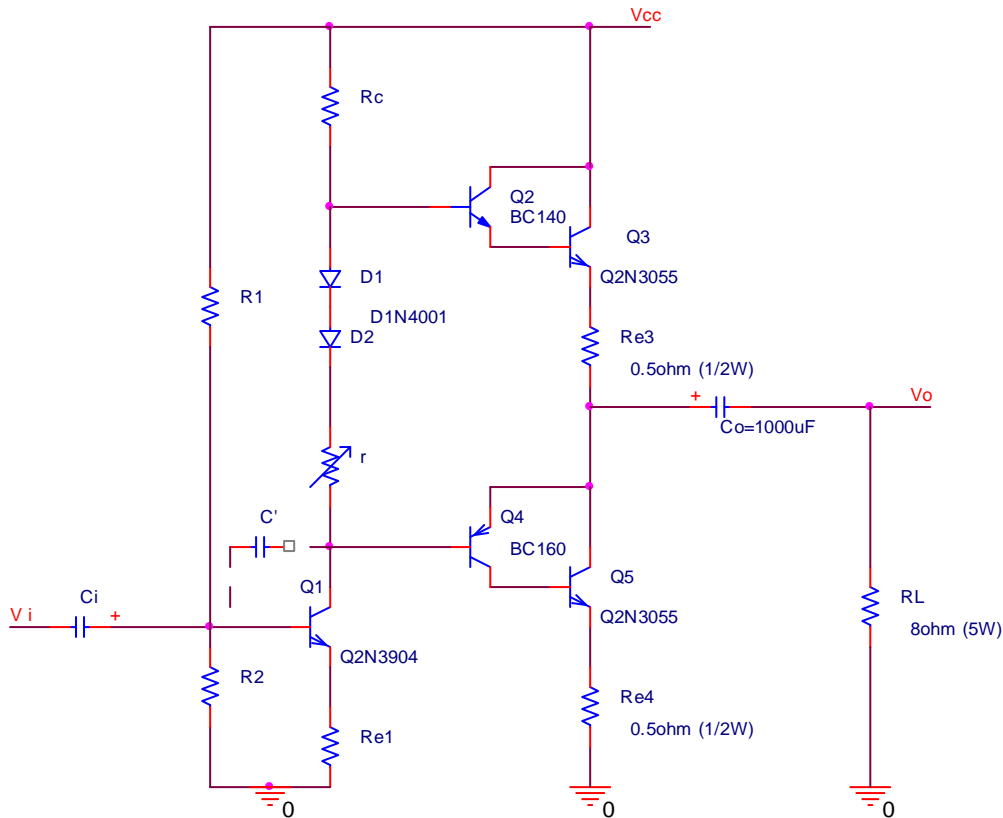 Vcc
Rc
Q2
BC140
Q3
Q2N3055
D1
R1
D1N4001
D2
Re3
0.5ohm (1/2W)
+
Vo
Co=1000uF
r
C'
Q4
BC160
Q1
Q5
Ci
V i
+
Q2N3055
RL
8ohm (5W)
Q2N3904
R2
Re4
0.5ohm (1/2W)
Re1
0
0
0